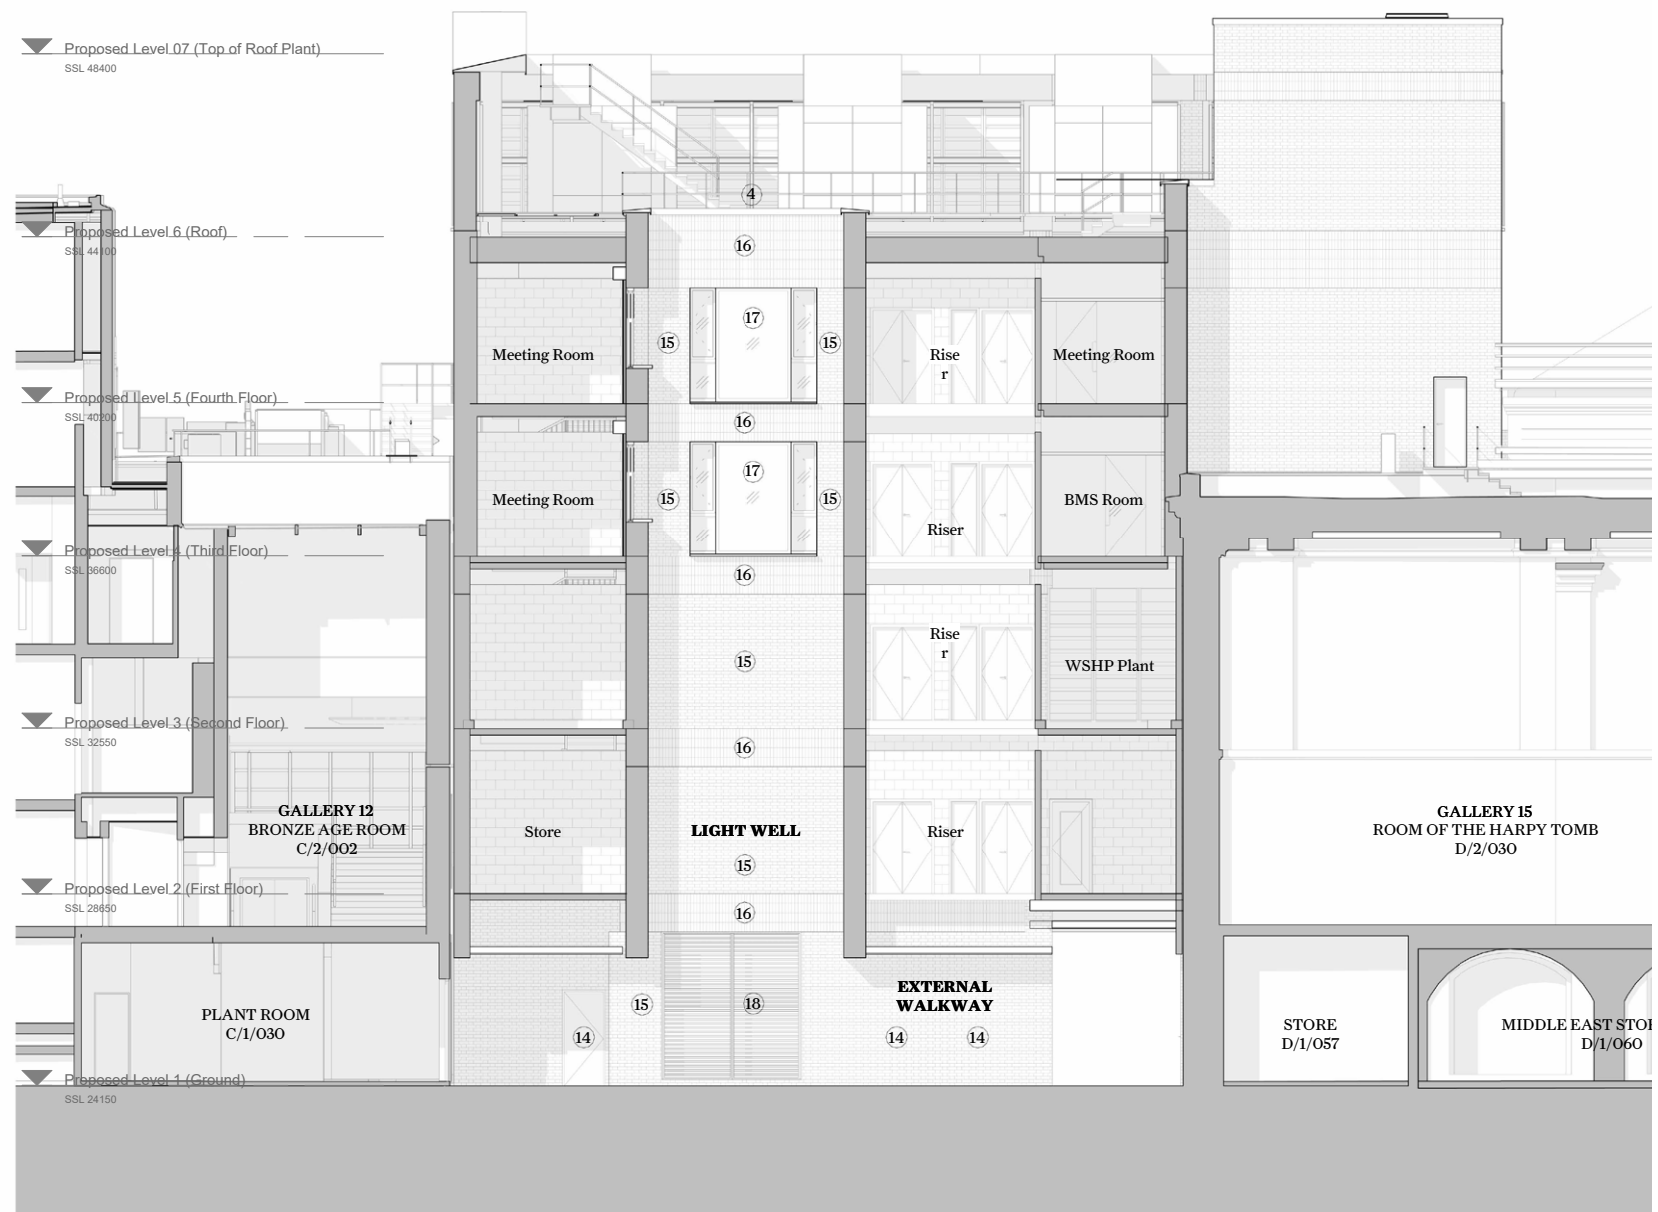 Proposed Level 07 (Top of Roof Plant)
SSL 48400
4
Proposed Level 6 (Roof)
SSL 44100
16
17
15
15
Meeting Room
Rise
r
Meeting Room
Proposed Level 5 (Fourth Floor)
SSL 40200
16
17
Meeting Room
15
15
BMS Room
Riser
Proposed Level 4 (Third Floor)
SSL 36600
16
Rise
r
15
WSHP Plant
Proposed Level 3 (Second Floor)
SSL 32550
16
GALLERY 12
BRONZE AGE ROOM
C/2/002
Store
LIGHT WELL
Riser
GALLERY 15
ROOM OF THE HARPY TOMB
D/2/030
15
Proposed Level 2 (First Floor)
SSL 28650
16
EXTERNAL
WALKWAY
15
18
PLANT ROOM
C/1/030
14
14
14
STORE
D/1/057
MIDDLE EAST STOR
D/1/060
Proposed Level 1 (Ground)
SSL 24150